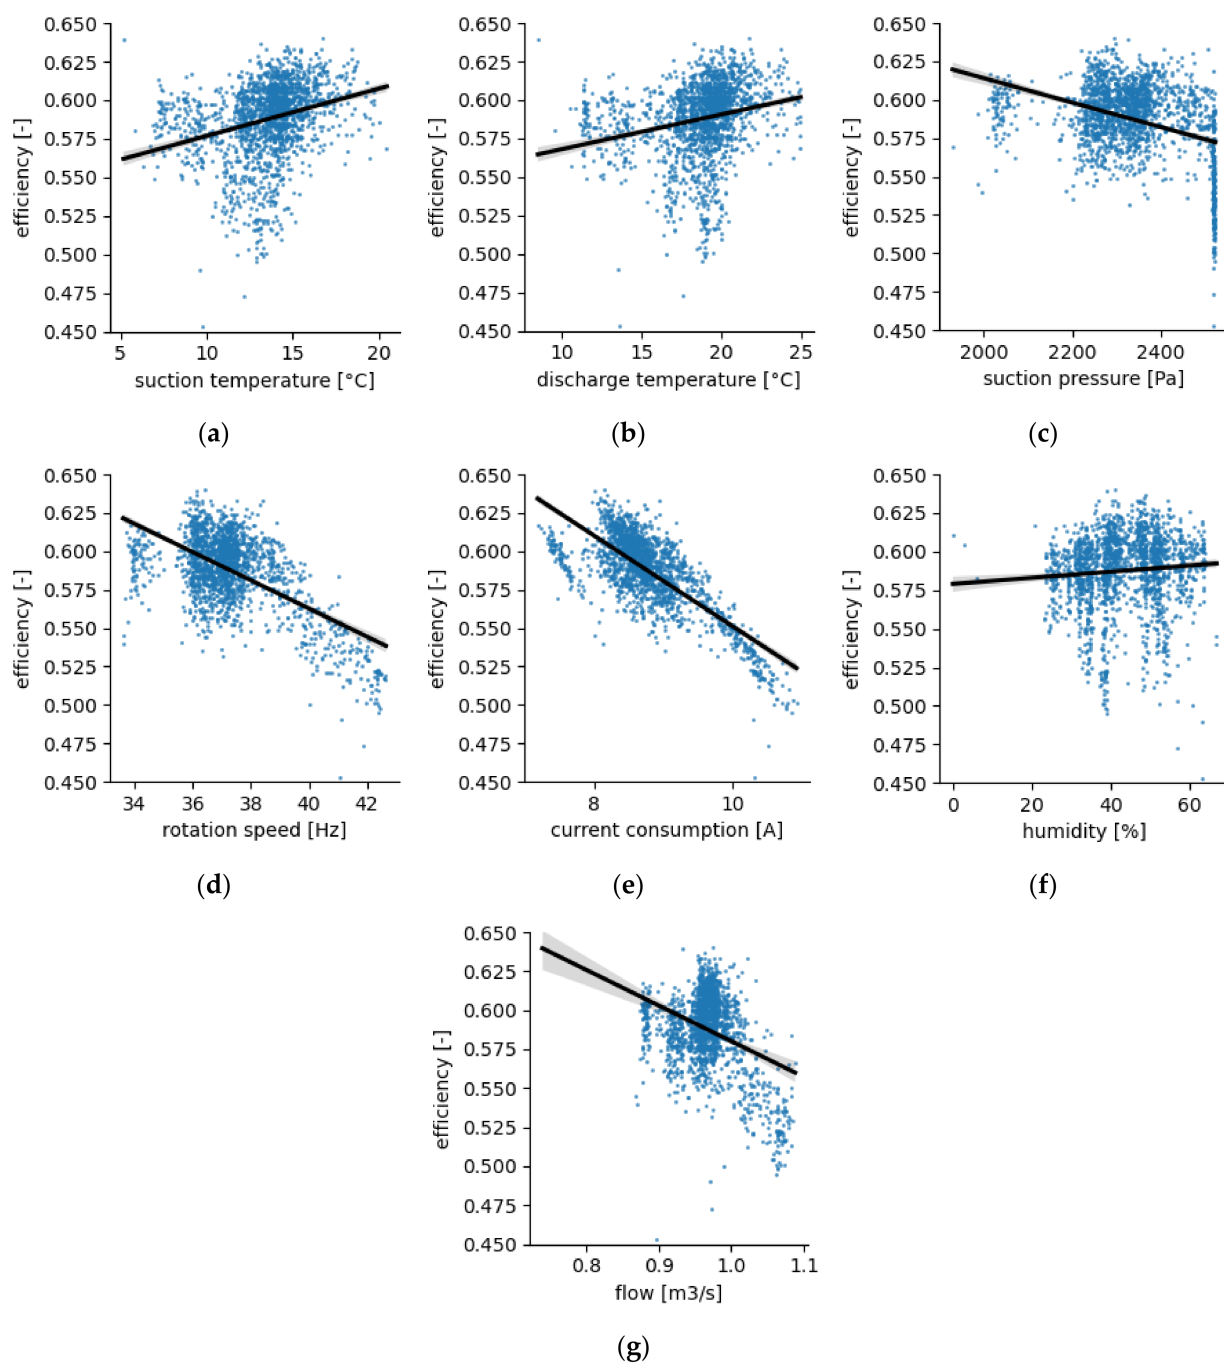 0.650
0.625
0.600
0.575
0.550
0.525
0.500
0.475
0.450
efficiency [-]
5 10 15 20
suction temperature [°C]
(a)
0.650
0.625
0.600
0.575
0.550
0.525
0.500
0.475
0.450
efficiency [-]
10 15 20 25
discharge temperature [°C]
(b)
0.650
0.625
0.600
0.575
0.550
0.525
0.500
0.475
0.450
efficiency [-]
2000 2200 2400
suction pressure [Pa]
(c)
0.650
0.625
0.600
0.575
0.550
0.525
0.500
0.475
0.450
efficiency [-]
34 36 38 40 42
rotation speed [Hz]
(d)
0.650
0.625
0.600
0.575
0.550
0.525
0.500
0.475
0.450
efficiency [-]
8 10
current consumption [A]
(e)
0.650
0.625
0.600
0.575
0.550
0.525
0.500
0.475
0.450
efficiency [-]
0 20 40 60
humidity [%]
(f)
0.650
0.625
0.600
0.575
0.550
0.525
0.500
0.475
0.450
efficiency [-]
0.8 0.9 1.0 1.1
flow [m3/s]
(g)